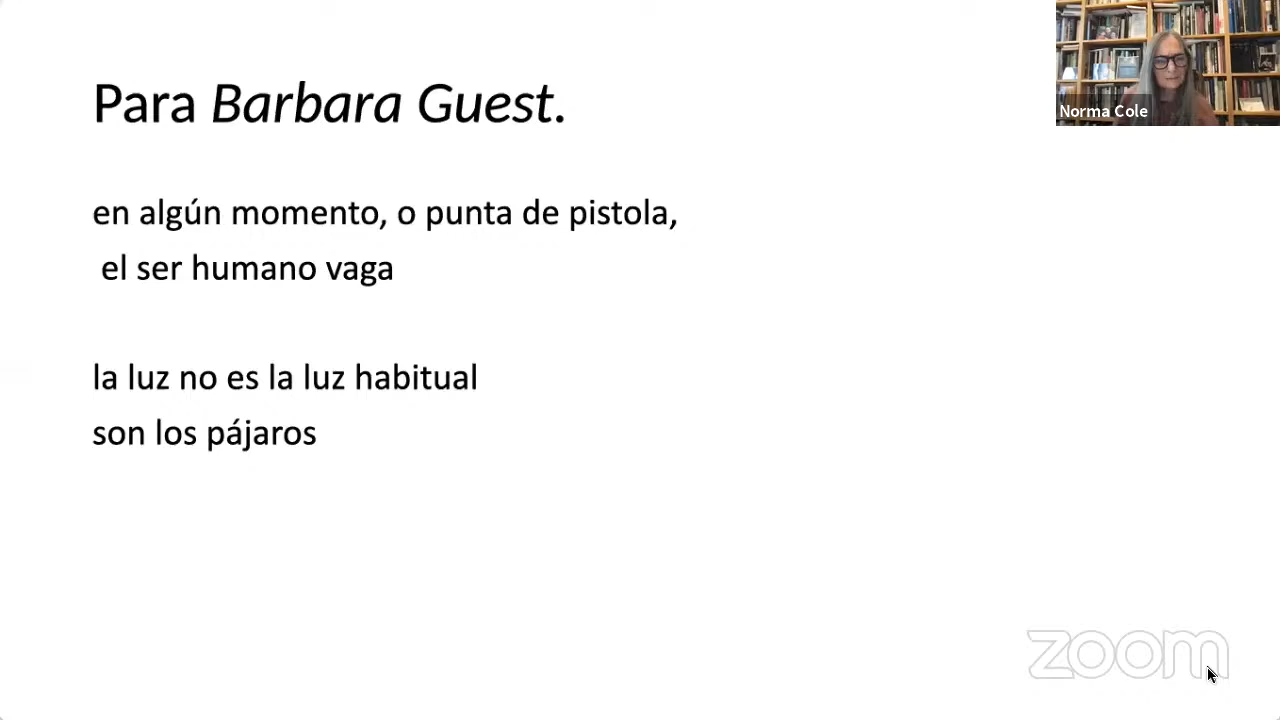 Para Barbara Guest.
Norma Cole
en algún momento, o punta de pistola,
el ser humano vaga
la luz no es la luz habitual
son los pájaros
zoom